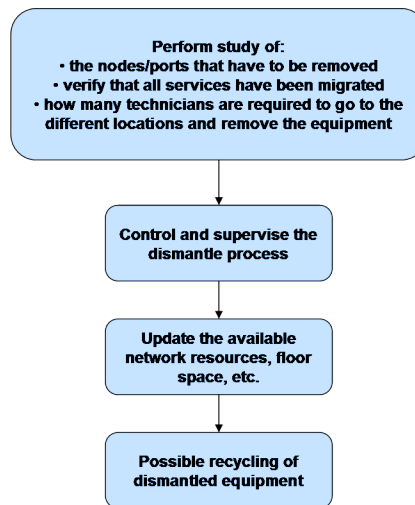 Perform study of:
• the nodes/ports that have to be removed
• verify that all services have been migrated
• how many technicians are required to go to the
different locations and remove the equipment
Control and supervise the
dismantle process
Update the available
network resources, floor
space, etc.
Possible recycling of
dismantled equipment